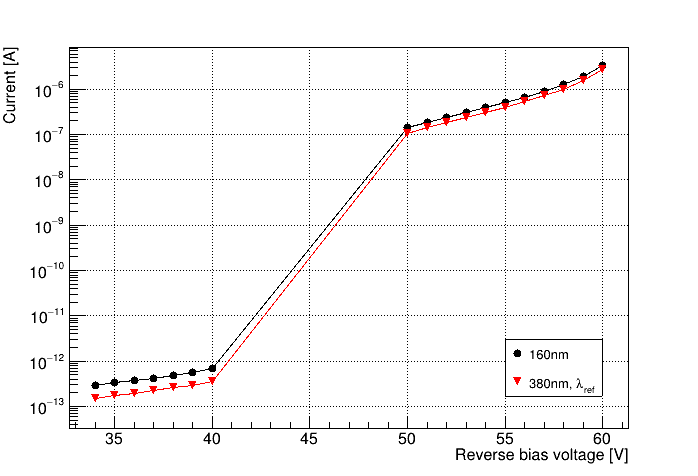 Current [A]
10⁻⁶
10⁻⁷
10⁻⁸
10⁻⁹
10⁻¹⁰
10⁻¹¹
10⁻¹²
10⁻¹³
160nm
380nm, λref
35 40 45 50 55 60
Reverse bias voltage [V]